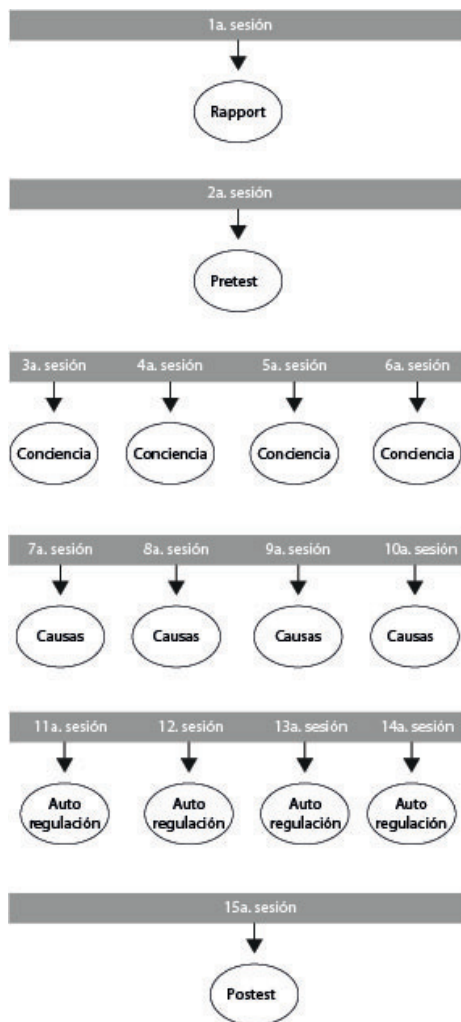 1a. sesión
Rapport
2a. sesión
Pretest
3a. sesión 4a. sesión 5a. sesión 6a. sesión
Conciencia Conciencia Conciencia Conciencia
7a. sesión 8a. sesión 9a. sesión 10a. sesión
Causas Causas Causas Causas
11a. sesión 12. sesión 13a. sesión 14a. sesión
Auto Auto Auto Auto
regulación regulación regulación regulación
15a. sesión
Postest